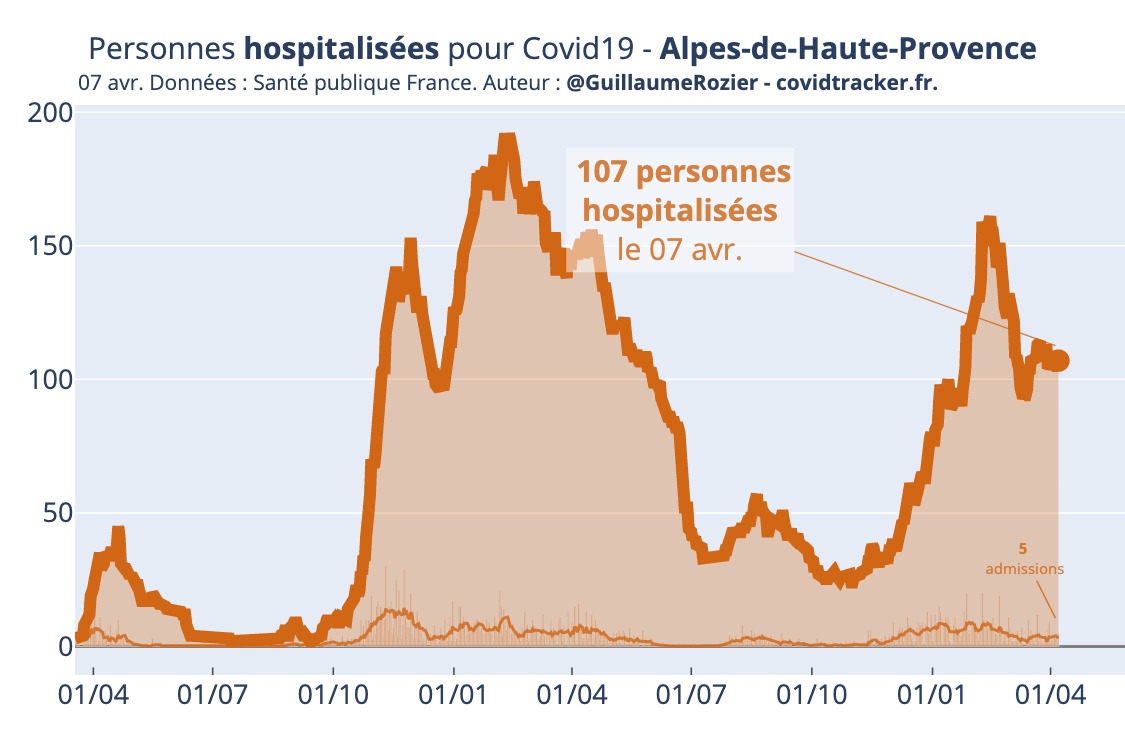 Personnes hospitalisées pour Covid19 - Alpes-de-Haute-Provence
07 avr. Données : Santé publique France. Auteur : @GuillaumeRozier - covidtracker.fr.
200
107 personnes
hospitalisées
le 07 avr.
150
100
50
5
admissions
0
01/04 01/07 01/10 01/01 01/04 01/07 01/10 01/01 01/04